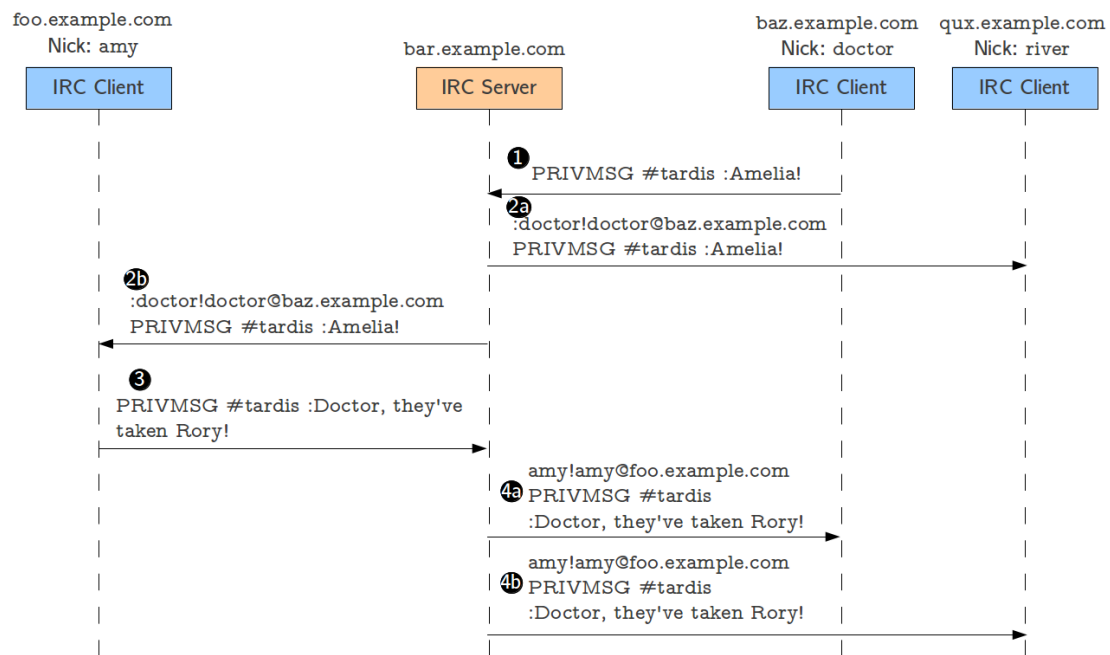 foo.example.com
Nick: amy
bar.example.com
baz.example.com
Nick: doctor
qux.example.com
Nick: river
IRC Client
IRC Server
IRC Client
IRC Client
1
PRIVMSG #tardis :Amelia!
2a
:doctor!doctor@baz.example.com
PRIVMSG #tardis :Amelia!
2b
:doctor!doctor@baz.example.com
PRIVMSG #tardis :Amelia!
3
PRIVMSG #tardis :Doctor, they've
taken Rory!
4a
amy!amy@foo.example.com
PRIVMSG #tardis
:Doctor, they've taken Rory!
4b
amy!amy@foo.example.com
PRIVMSG #tardis
:Doctor, they've taken Rory!